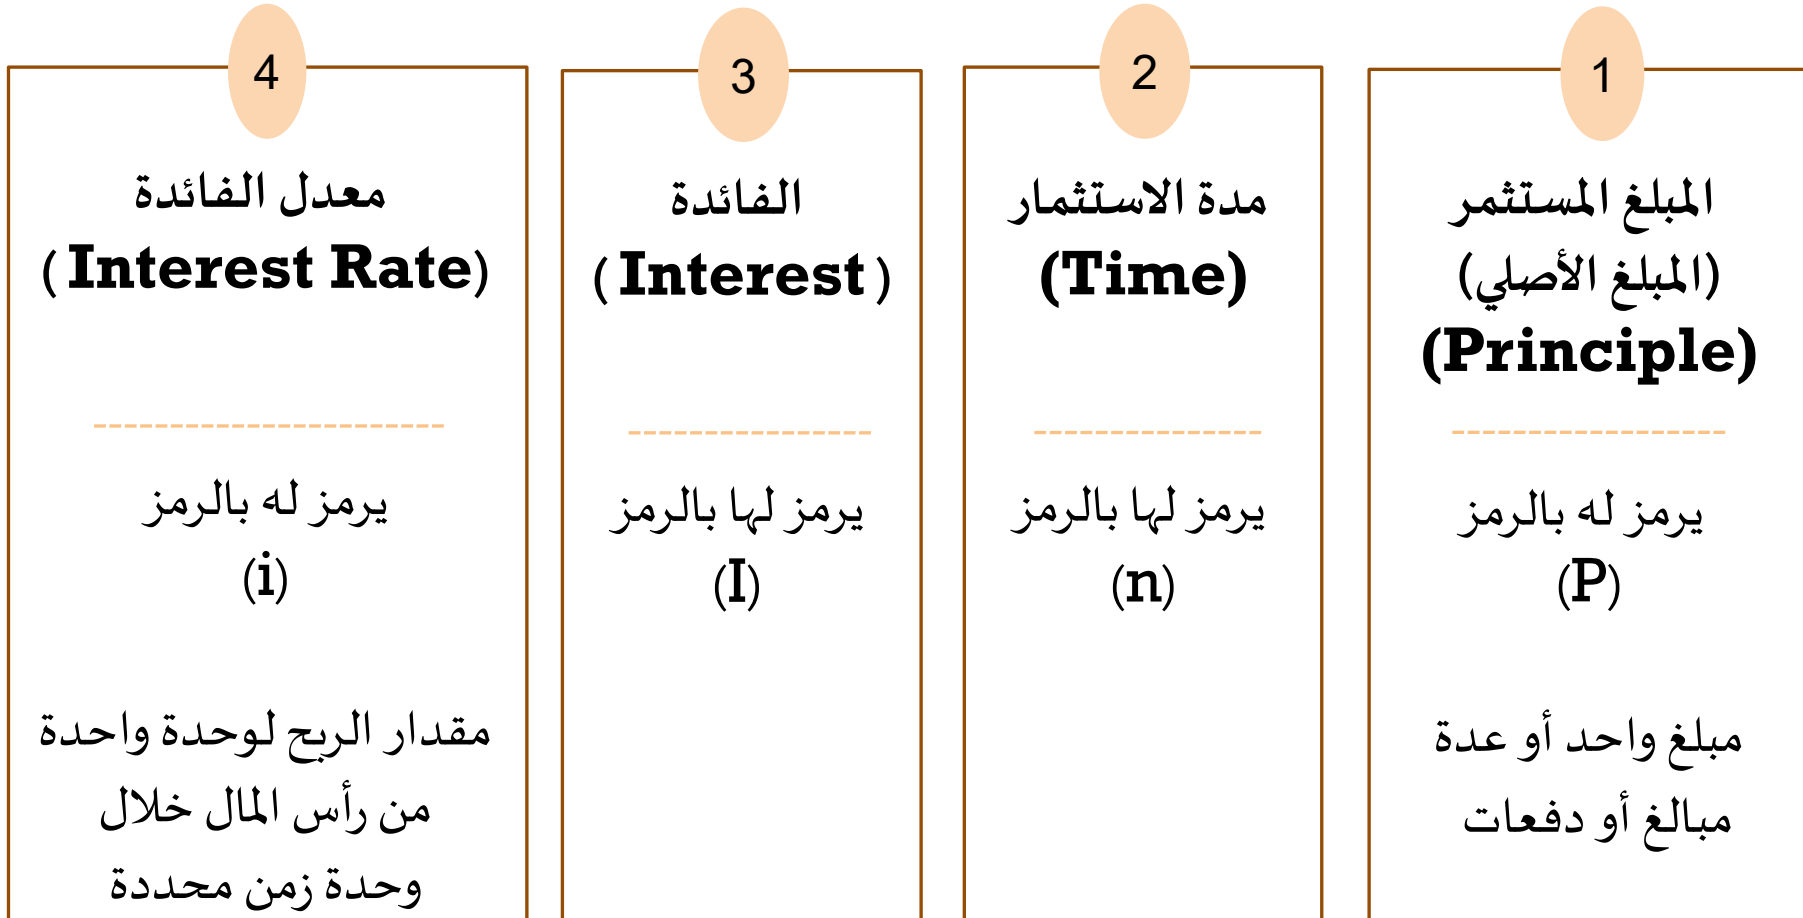 1
المبلغ المستثمر
(المبلغ الأصلي)
(Principle)
يرمز له بالرمز
(P)
مبلغ واحد أو عدة
مبالغ أو دفعات
2
مدة الاستثمار
(Time)
يرمز لها بالرمز
(n)
3
الفائدة
( Interest )
يرمز لها بالرمز
(I)
4
معدل الفائدة
( Interest Rate)
يرمز له بالرمز
(i)
مقدار الربح لوحدة واحدة
من رأس المال خلال
وحدة زمن محددة